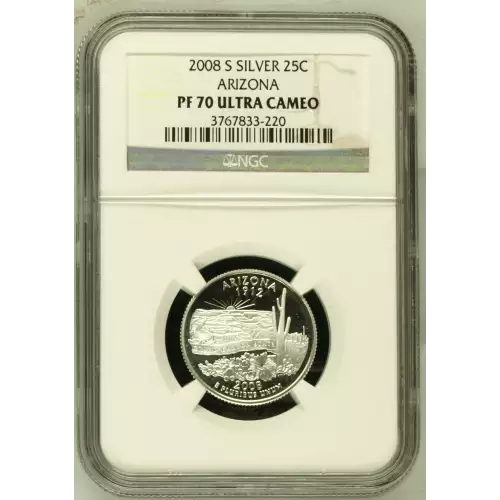 2008 S SILVER 25C
ARIZONA
PF 70 ULTRA CAMEO
3767833-220
NGC
ARIZONA
1912
2008
E PLURIBUS UNUM